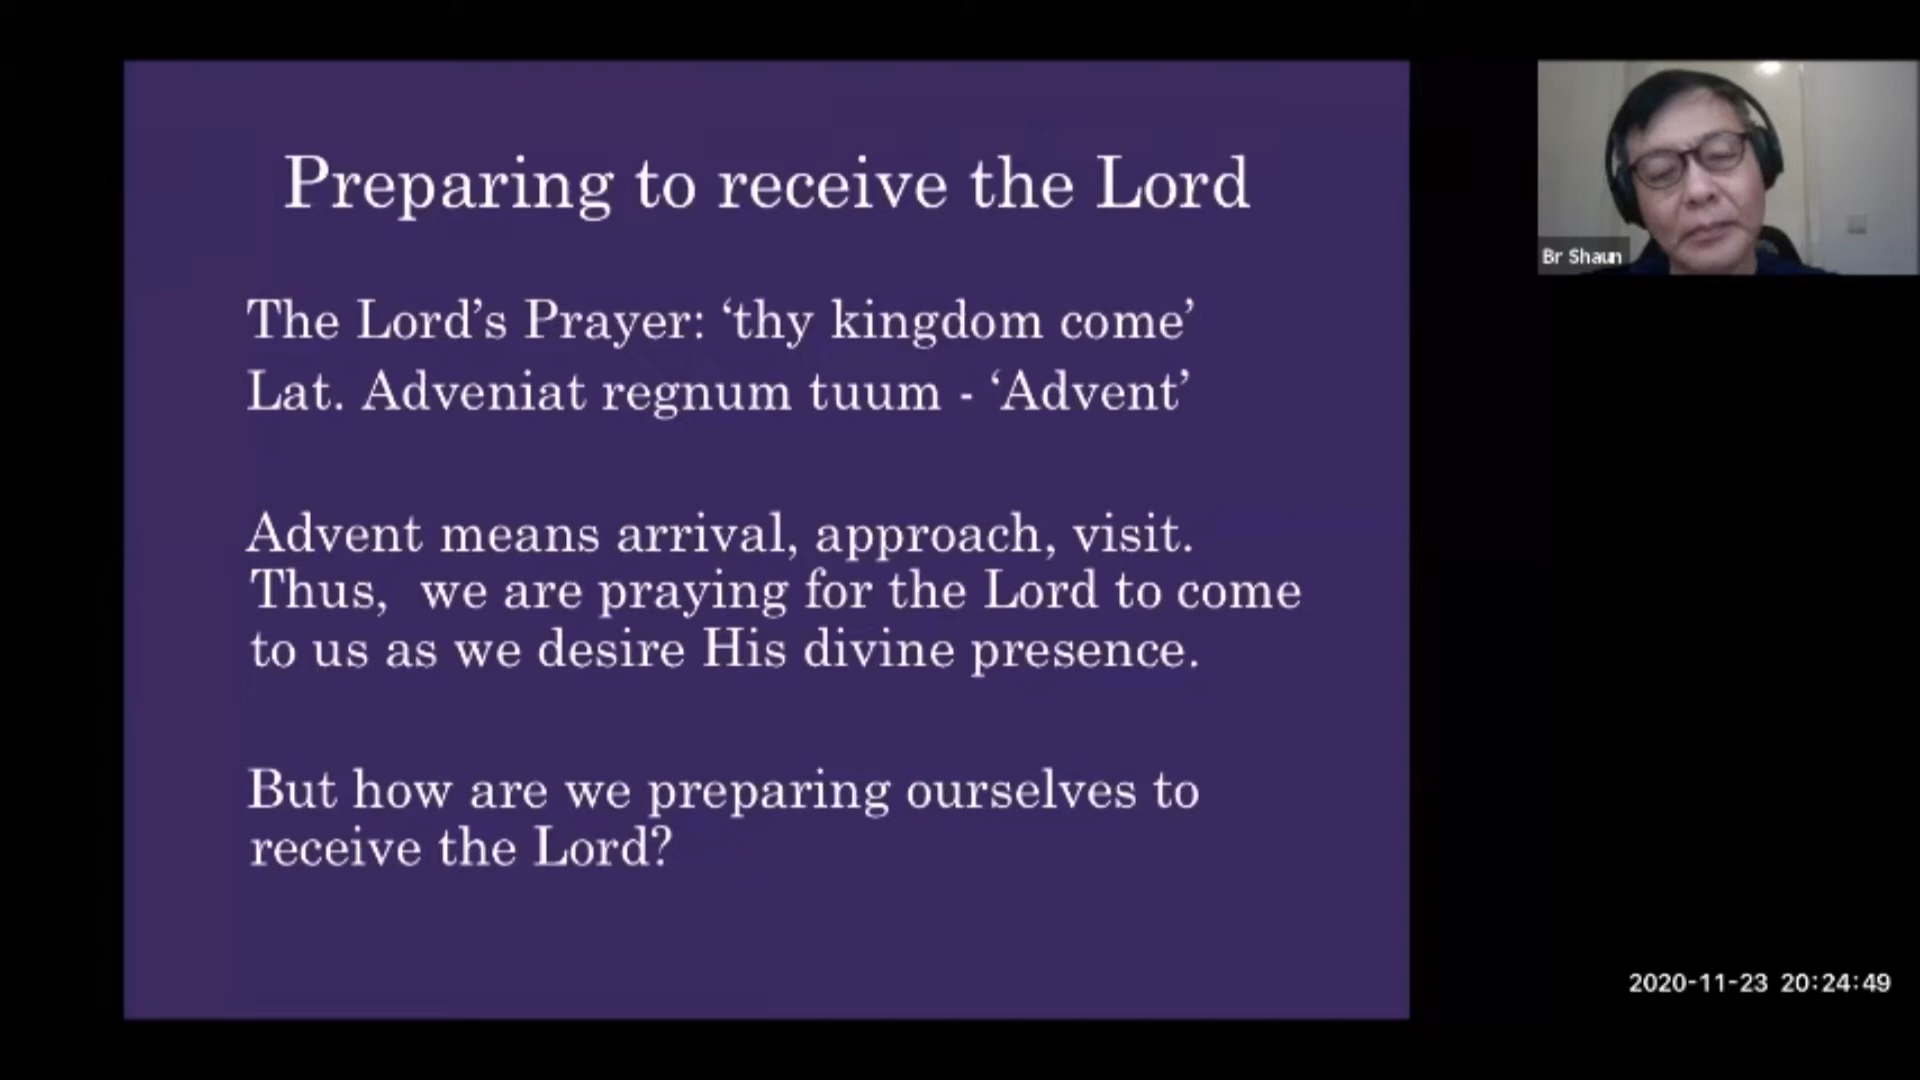 Preparing to receive the Lord
The Lord’s Prayer: ‘thy kingdom come’
Lat. Adveniat regnum tuum - ‘Advent’
Advent means arrival, approach, visit.
Thus,  we are praying for the Lord to come
to us as we desire His divine presence.
But how are we preparing ourselves to
receive the Lord?
Br Shaun
2020-11-23 20:24:49